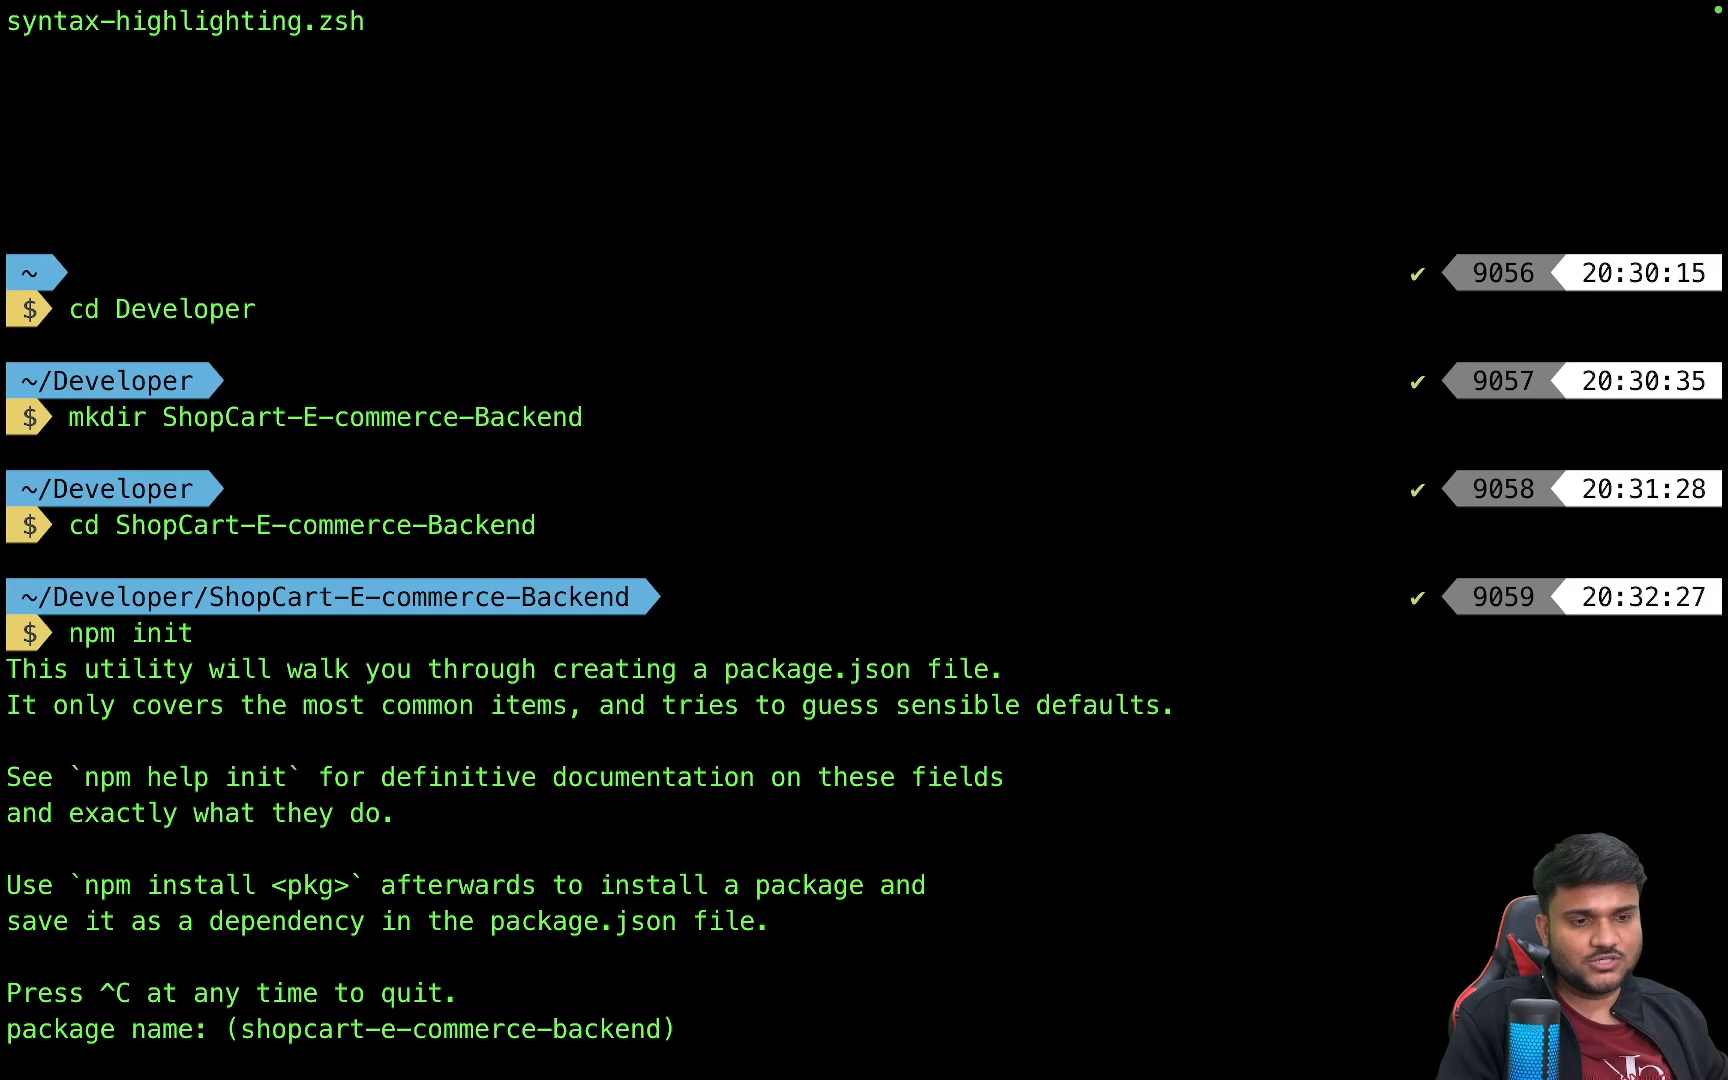 syntax-highlighting.zsh
~ ✔ 9056 20:30:15
$ cd Developer
~/Developer ✔ 9057 20:30:35
$ mkdir ShopCart-E-commerce-Backend
~/Developer ✔ 9058 20:31:28
$ cd ShopCart-E-commerce-Backend
~/Developer/ShopCart-E-commerce-Backend ✔ 9059 20:32:27
$ npm init
This utility will walk you through creating a package.json file.
It only covers the most common items, and tries to guess sensible defaults.
See `npm help init` for definitive documentation on these fields
and exactly what they do.
Use `npm install <pkg>` afterwards to install a package and
save it as a dependency in the package.json file.
Press ^C at any time to quit.
package name: (shopcart-e-commerce-backend)